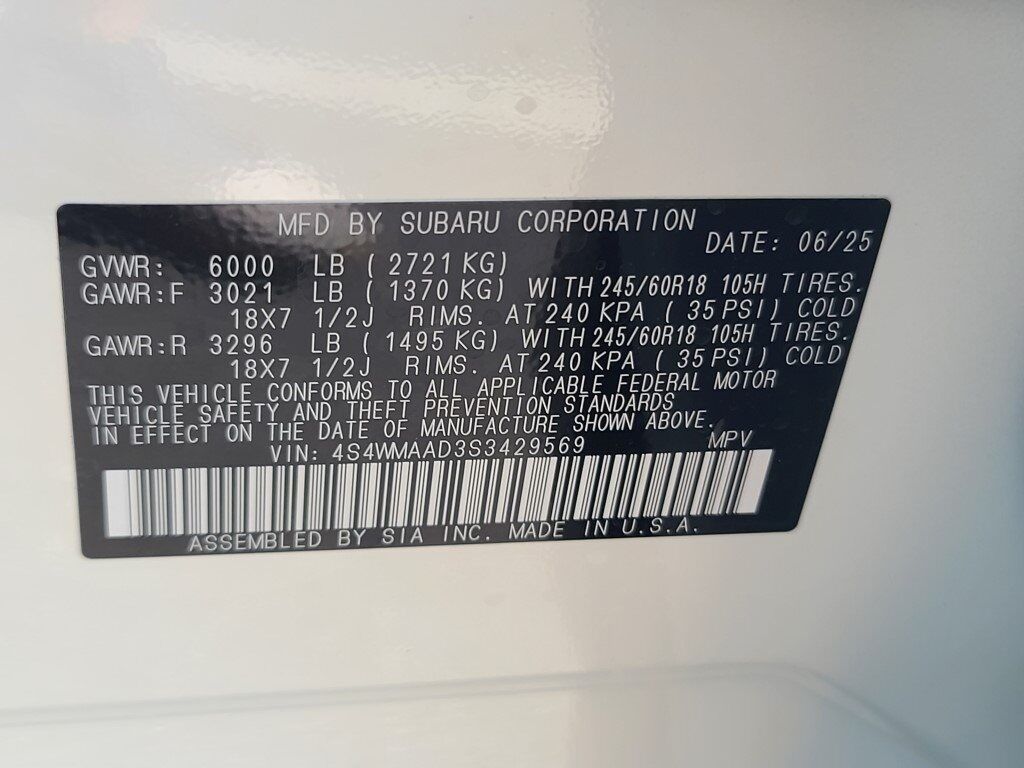 MFD BY SUBARU CORPORATION
DATE: 06/25
GVWR: 6000 LB ( 2721 KG)
GAWR:F 3021 LB ( 1370 KG) WITH 245/60R18 105H TIRES.
18X7 1/2J RIMS. AT 240 KPA ( 35 PSI) COLD
GAWR:R 3296 LB ( 1495 KG) WITH 245/60R18 105H TIRES.
18X7 1/2J RIMS. AT 240 KPA ( 35 PSI) COLD
THIS VEHICLE CONFORMS TO ALL APPLICABLE FEDERAL MOTOR
VEHICLE SAFETY AND THEFT PREVENTION STANDARDS
IN EFFECT ON THE DATE OF MANUFACTURE SHOWN ABOVE.
VIN: 4S4WMAAD3S3429569 MPV
ASSEMBLED BY SIA INC. MADE IN U.S.A.